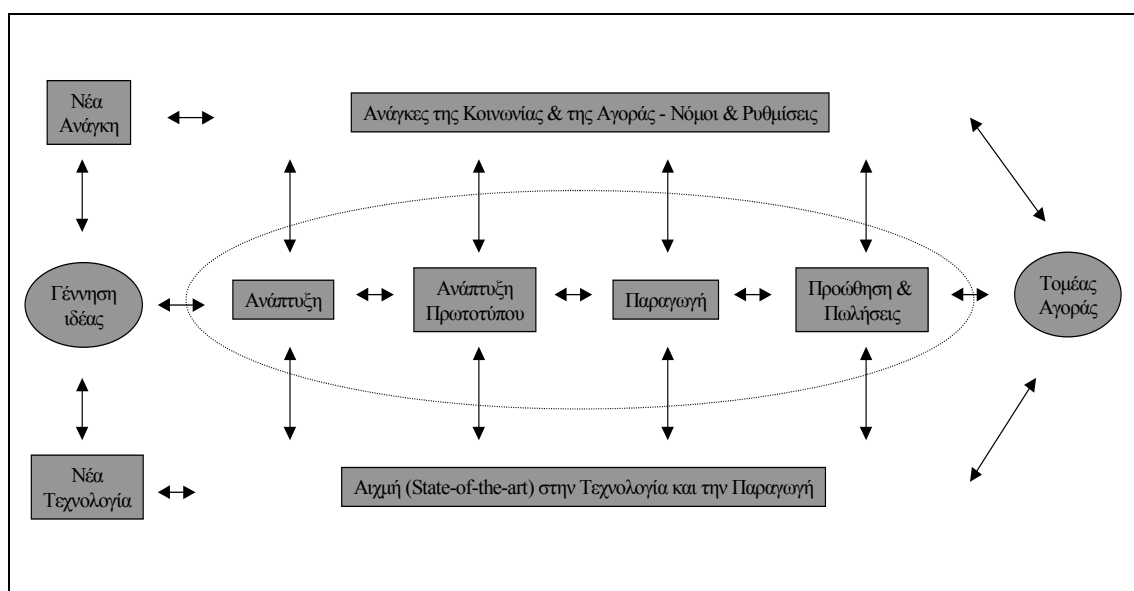 Νέα
Ανάγκη
Ανάγκες της Κοινωνίας & της Αγοράς - Νόμοι & Ρυθμίσεις
Γέννηση
ιδέας
Ανάπτυξη
Ανάπτυξη
Πρωτοτύπου
Παραγωγή
Προώθηση &
Πωλήσεις
Τομέας
Αγοράς
Νέα
Τεχνολογία
Αιχμή (State-of-the-art) στην Τεχνολογία και την Παραγωγή